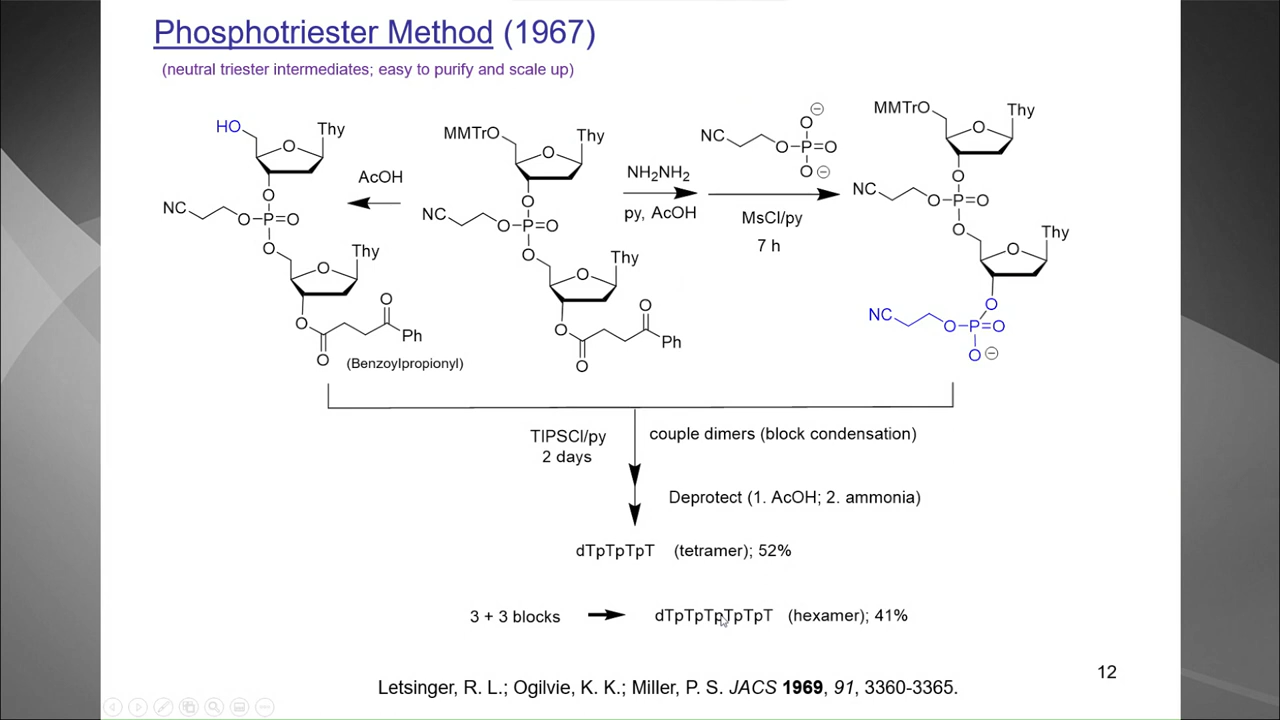 Phosphotriester Method (1967)
(neutral triester intermediates; easy to purify and scale up)
HO
Thy
O
O
NC
O
P
O
O
Thy
O
O
O
O
Ph
(Benzoylpropionyl)
AcOH
MMTrO
Thy
O
O
NC
O
P
O
O
Thy
O
O
O
O
Ph
NH2NH2
py, AcOH
NC
O
O
P
O
O
MsCl/py
7 h
MMTrO
Thy
O
O
NC
O
P
O
O
Thy
O
O
NC
O
P
O
O
TIPSCl/py
2 days
couple dimers (block condensation)
Deprotect (1. AcOH; 2. ammonia)
dTpTpTpT (tetramer); 52%
3 + 3 blocks
dTpTpTpTpTpT (hexamer); 41%
12
Letsinger, R. L.; Ogilvie, K. K.; Miller, P. S. JACS 1969, 91, 3360-3365.